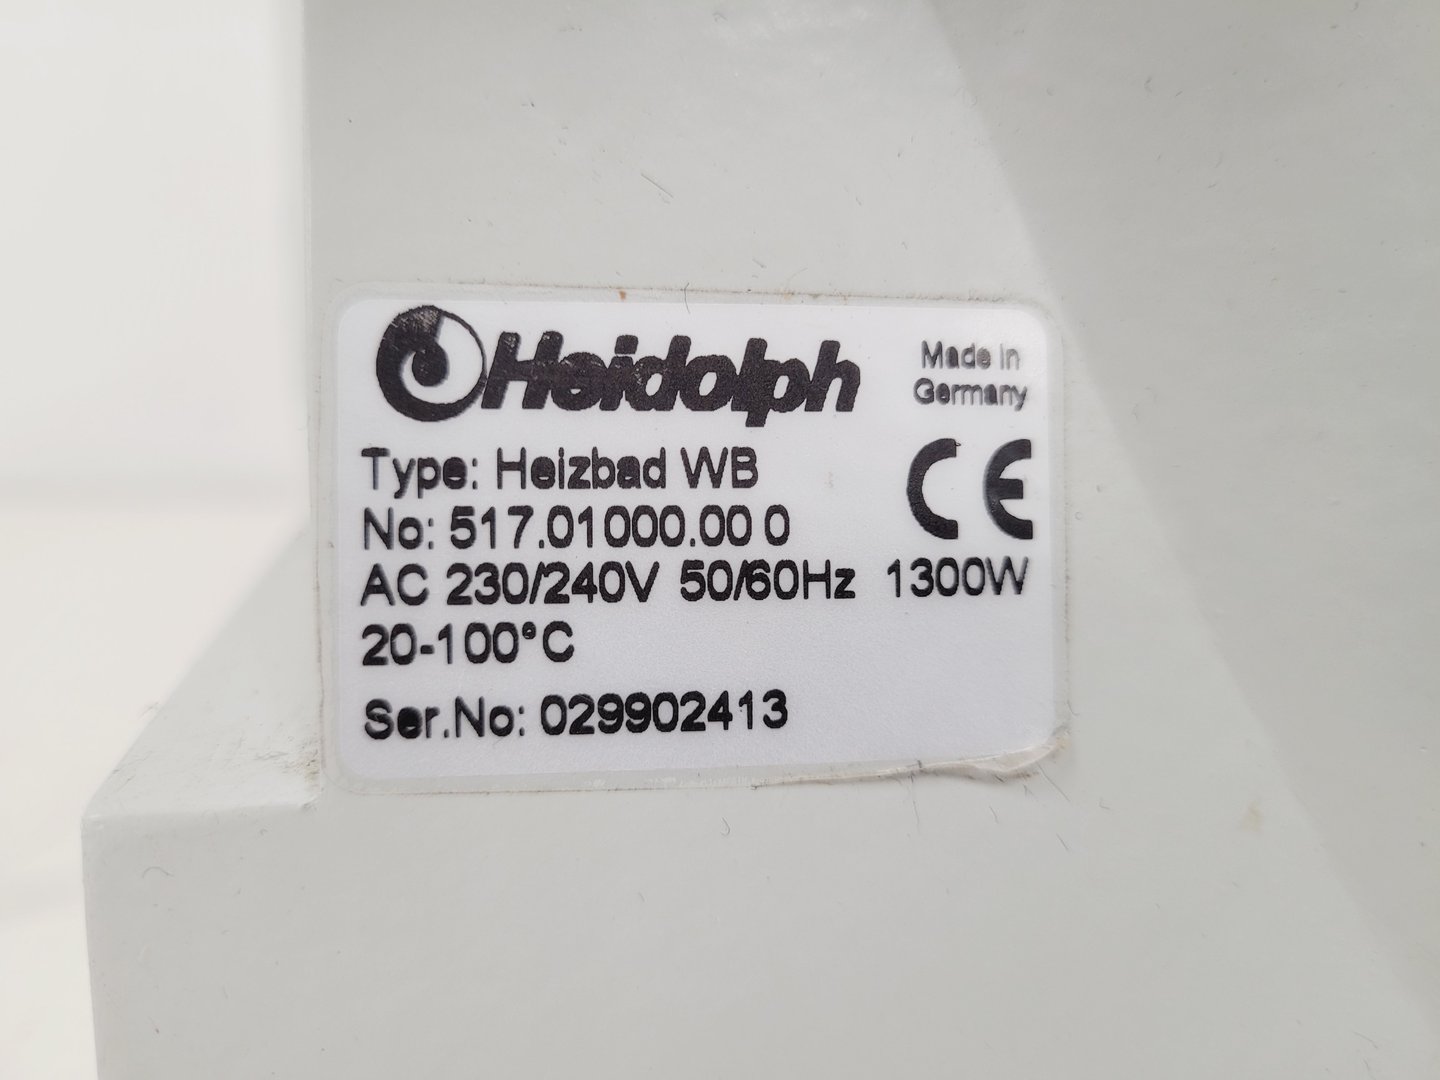 Heidolph
Made in
Germany
Type: Heizbad WB
No: 517.01000.00 0
CE
AC 230/240V 50/60Hz 1300W
20-100°C
Ser.No: 029902413